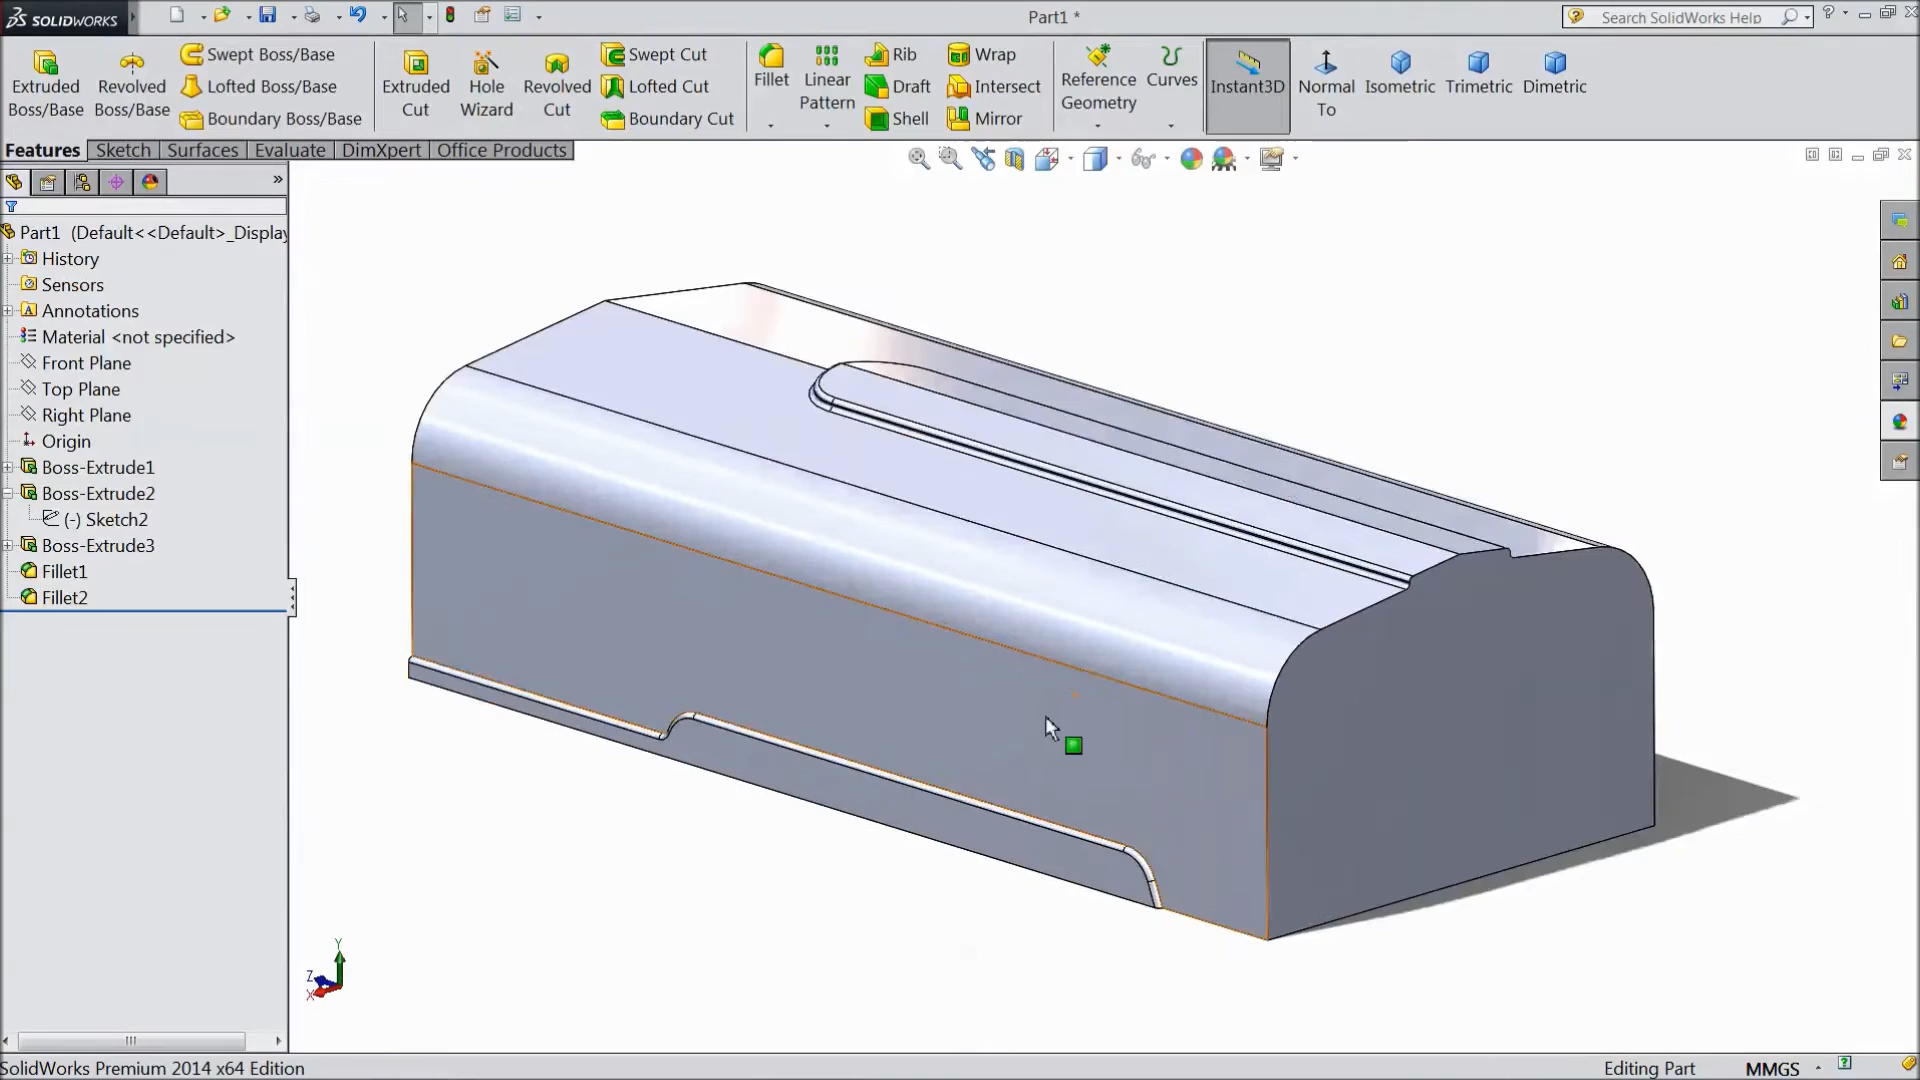 SOLIDWORKS
Part1 *
Search SolidWorks Help
Extruded Boss/Base
Revolved Boss/Base
Swept Boss/Base
Lofted Boss/Base
Boundary Boss/Base
Extruded Cut
Hole Wizard
Revolved Cut
Swept Cut
Lofted Cut
Boundary Cut
Fillet
Linear Pattern
Rib
Draft
Shell
Wrap
Intersect
Mirror
Reference Geometry
Curves
Instant3D
Normal To
Isometric
Trimetric
Dimetric
Features
Sketch
Surfaces
Evaluate
DimXpert
Office Products
Part1 (Default<<Default>_Display
History
Sensors
Annotations
Material <not specified>
Front Plane
Top Plane
Right Plane
Origin
Boss-Extrude1
Boss-Extrude2
(-) Sketch2
Boss-Extrude3
Fillet1
Fillet2
Y
Z
X
SolidWorks Premium 2014 x64 Edition
Editing Part
MMGS